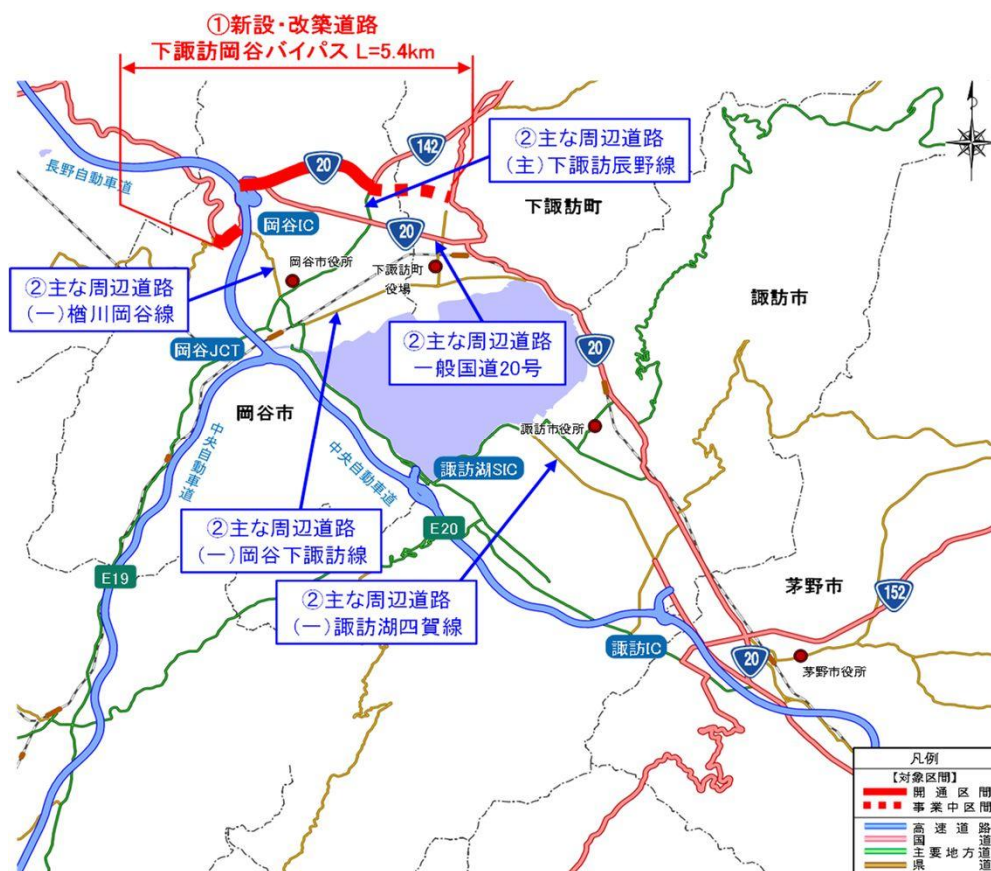 ①新設・改築道路
下諏訪岡谷バイパス L=5.4km
②主な周辺道路
(主)下諏訪辰野線
142
20
長野自動車道
下諏訪町
岡谷IC
20
岡谷市役所
下諏訪町
役場
②主な周辺道路
(一)楢川岡谷線
諏訪市
②主な周辺道路
一般国道20号
20
岡谷JCT
岡谷市
諏訪市役所
中央自動車道
中央自動車道
諏訪湖SIC
②主な周辺道路
(一)岡谷下諏訪線
E20
E19
②主な周辺道路
(一)諏訪湖四賀線
茅野市
152
諏訪IC
20
茅野市役所
凡例
【対象区間】
開通区間
事業中区間
高速道路
国道
主要地方道
県道